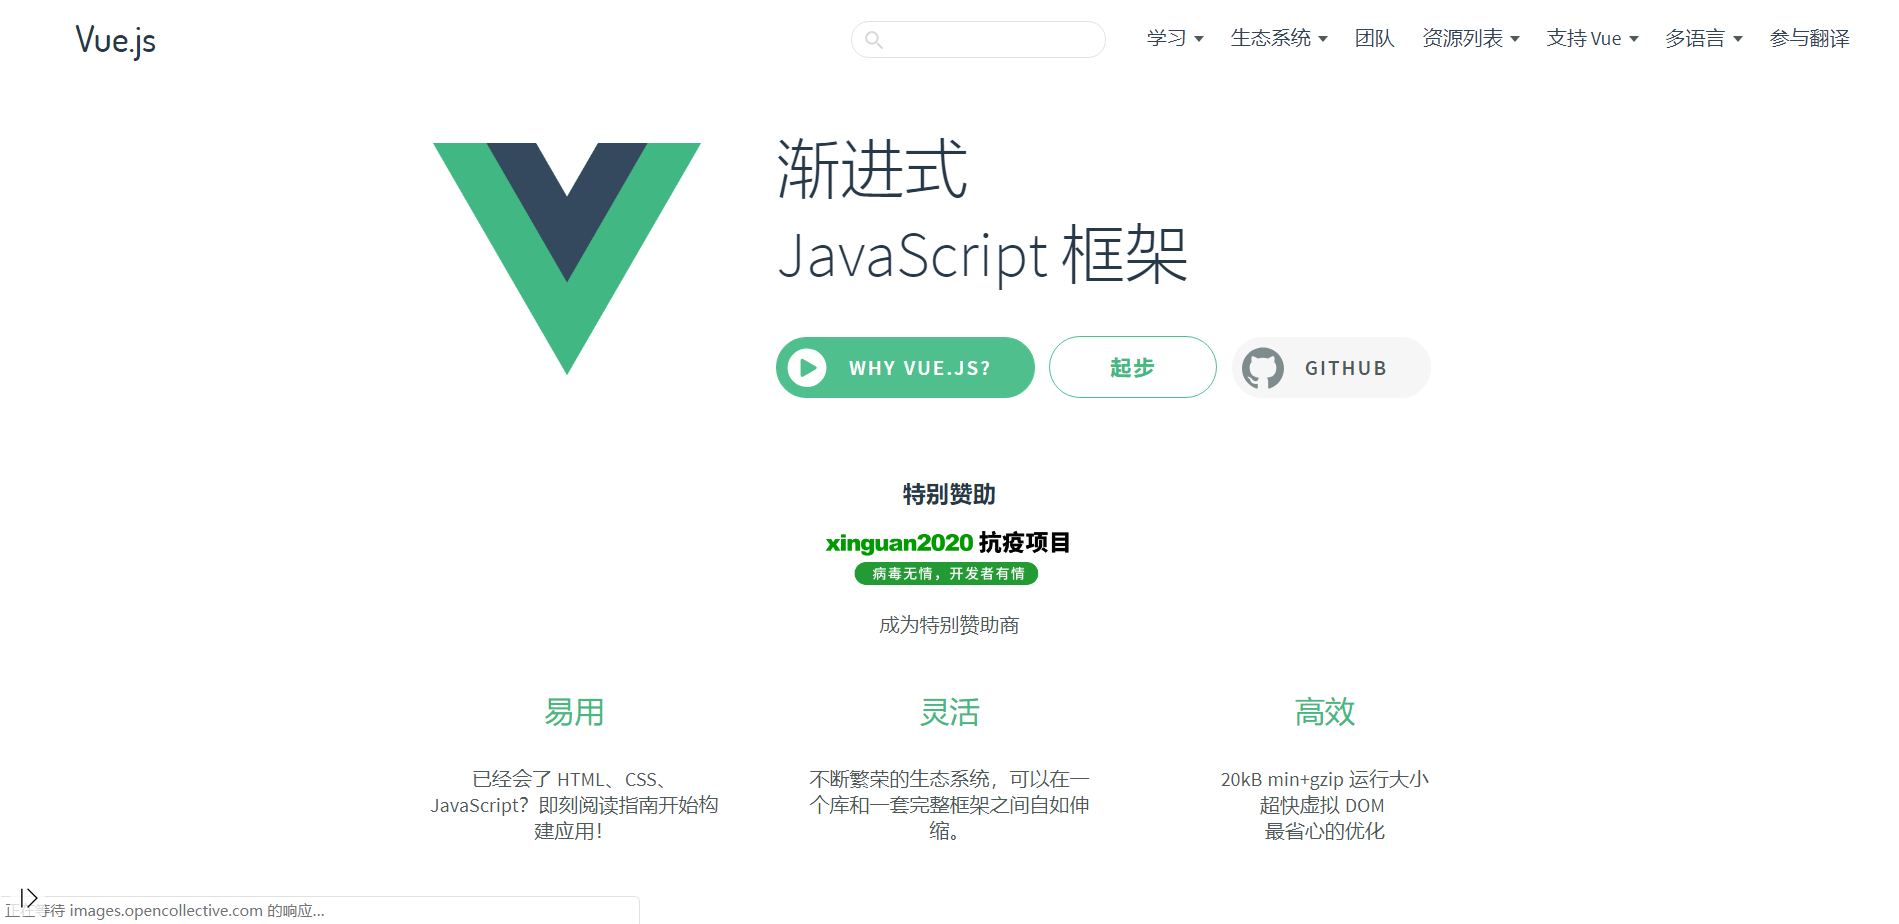 Vue.js
学习
生态系统
团队
资源列表
支持 Vue
多语言
参与翻译
渐进式
JavaScript 框架
WHY VUE.JS?
起步
GITHUB
特别赞助
xinguan2020 抗疫项目
病毒无情，开发者有情
成为特别赞助商
易用
已经会了 HTML、CSS、
JavaScript？即刻阅读指南开始构
建应用！
灵活
不断繁荣的生态系统，可以在一
个库和一套完整框架之间自如伸
缩。
高效
20kB min+gzip 运行大小
超快虚拟 DOM
最省心的优化
正在等待 images.opencollective.com 的响应...